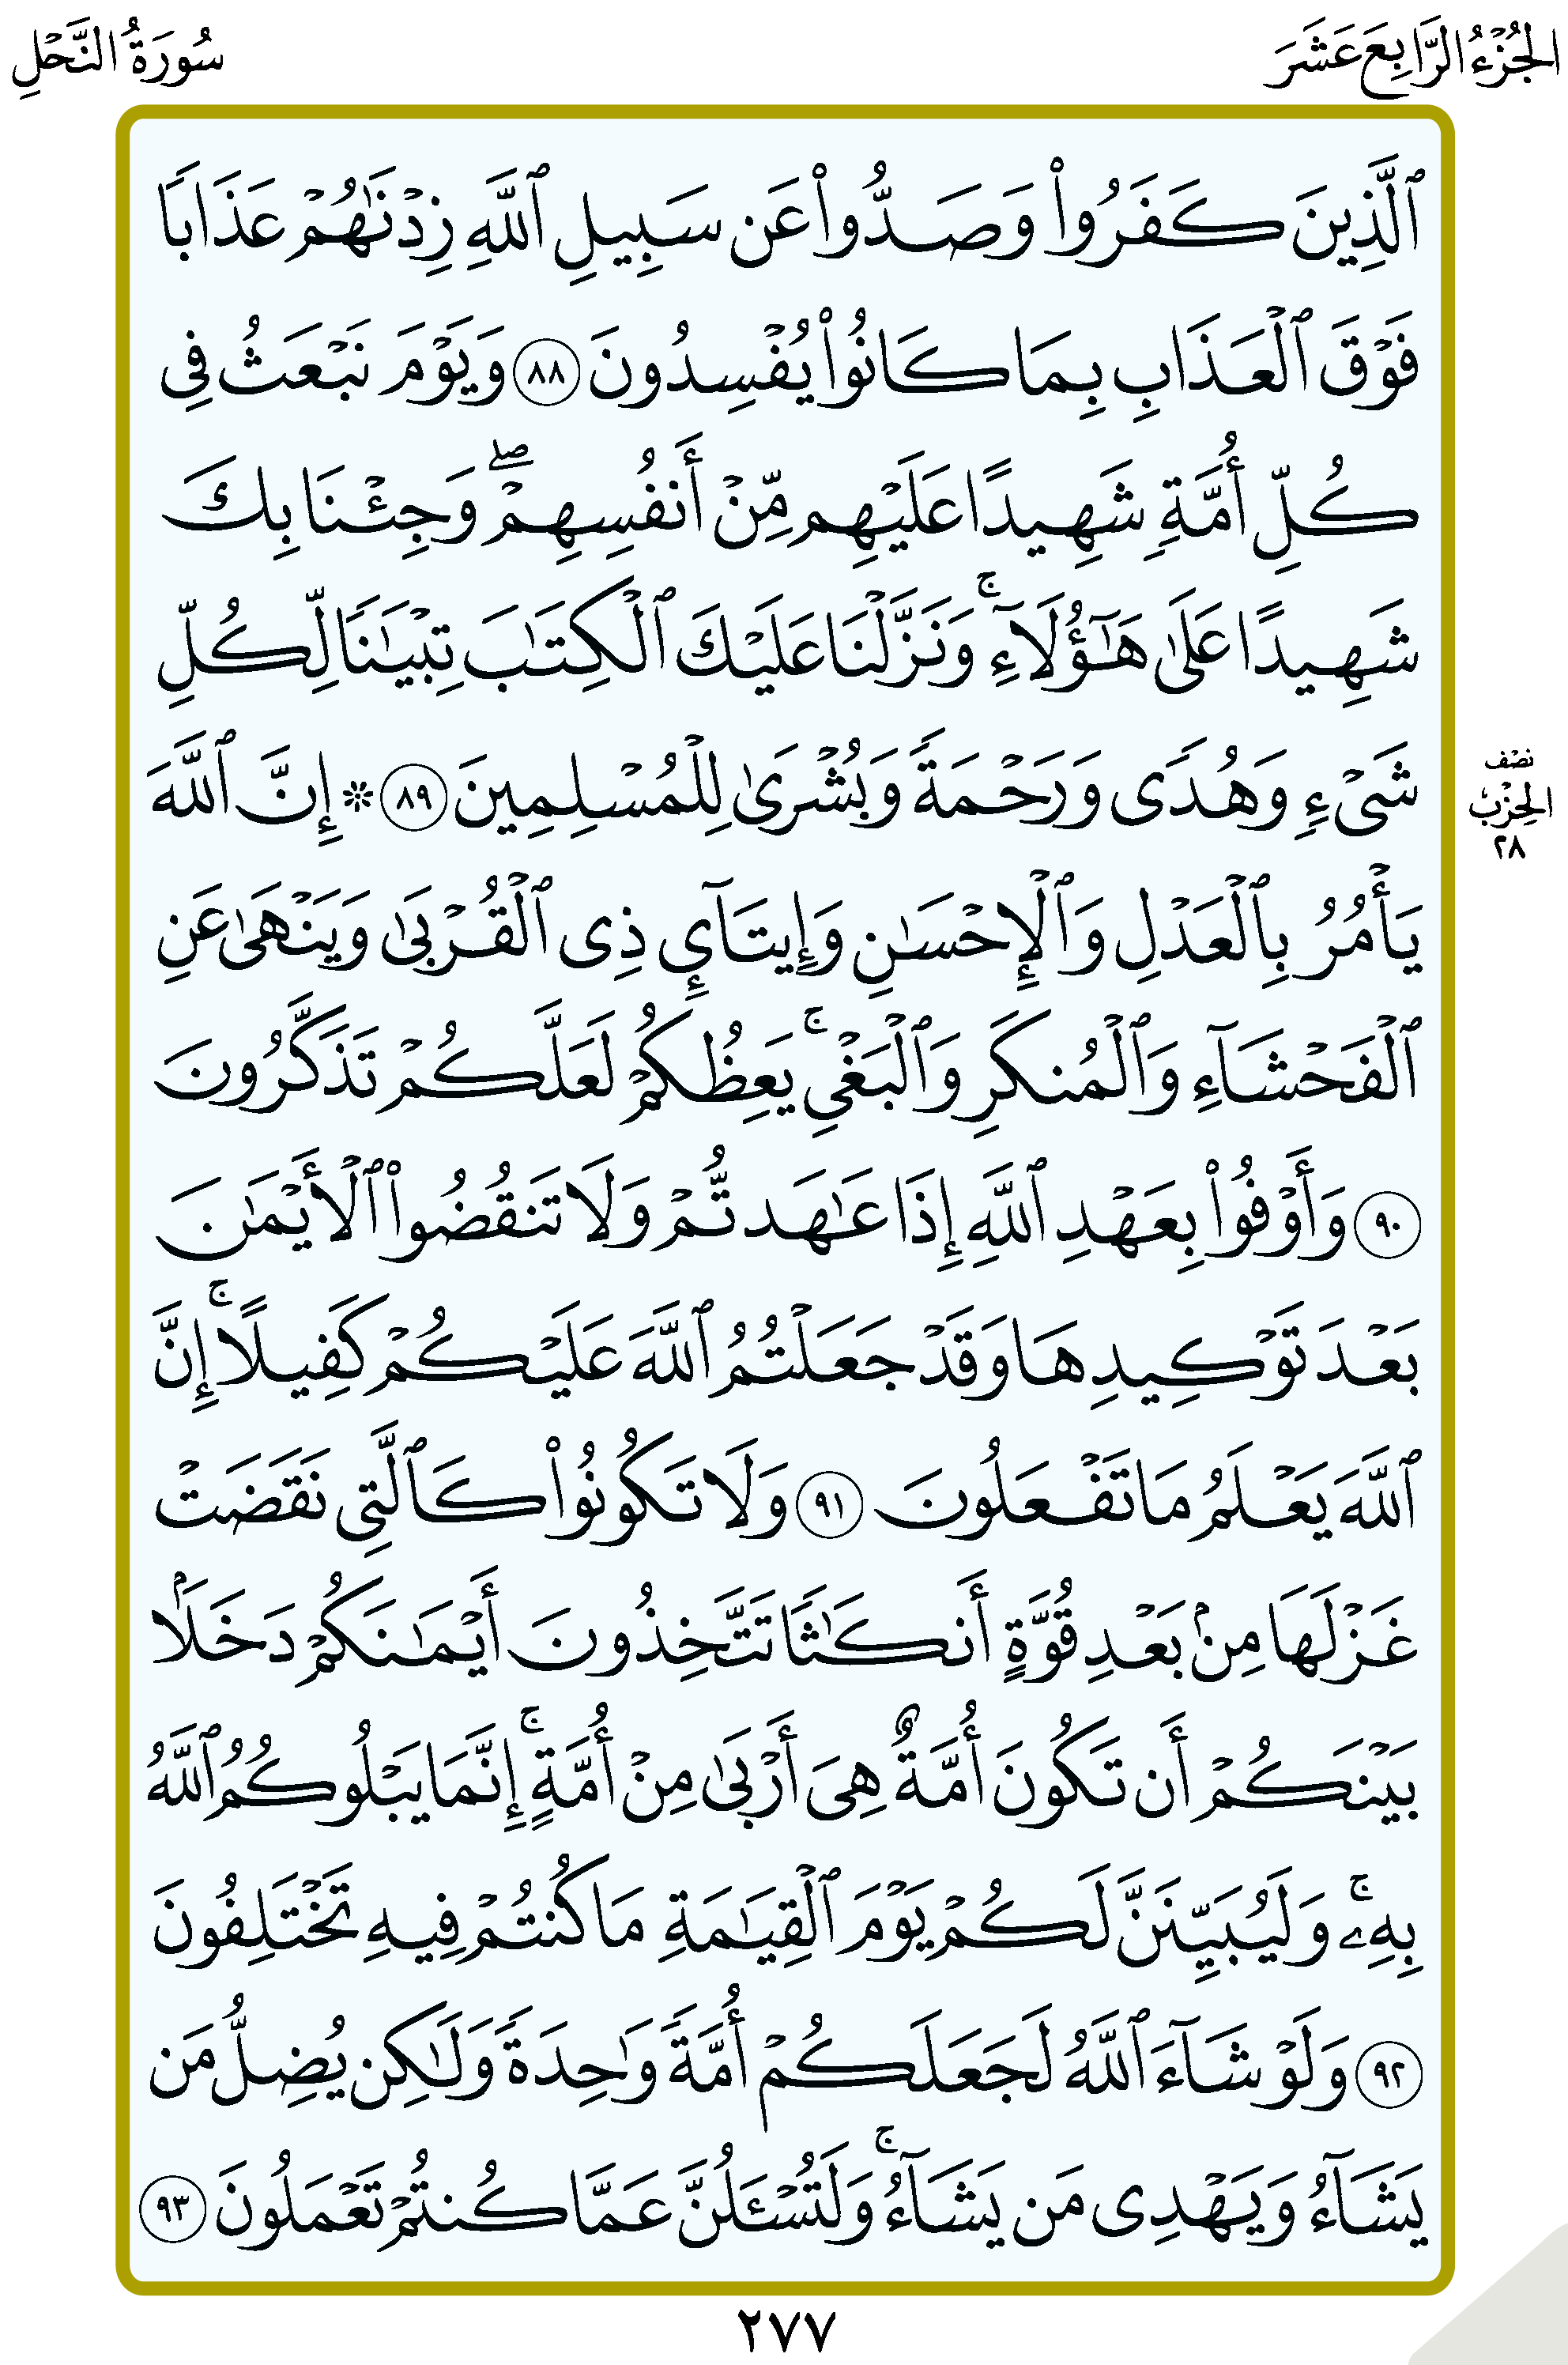 الجُزْءُ الرَّابِعَ عَشَرَ
سُورَةُ النَّحْلِ
ٱلَّذِينَ كَفَرُوا۟ وَصَدُّوا۟ عَن سَبِيلِ ٱللَّهِ زِدْنَٰهُمْ عَذَابًا
فَوْقَ ٱلْعَذَابِ بِمَا كَانُوا۟ يُفْسِدُونَ ٨٨ وَيَوْمَ نَبْعَثُ فِى
كُلِّ أُمَّةٍ شَهِيدًا عَلَيْهِم مِّنْ أَنفُسِهِمْ ۖ وَجِئْنَا بِكَ
شَهِيدًا عَلَىٰ هَٰٓؤُلَآءِ ۚ وَنَزَّلْنَا عَلَيْكَ ٱلْكِتَٰبَ تِبْيَٰنًا لِّكُلِّ
شَىْءٍ وَهُدًى وَرَحْمَةً وَبُشْرَىٰ لِلْمُسْلِمِينَ ٨٩ ۞ إِنَّ ٱللَّهَ
نصْف
الحِزْبُ
٢٨
يَأْمُرُ بِٱلْعَدْلِ وَٱلْإِحْسَٰنِ وَإِيتَآئِ ذِى ٱلْقُرْبَىٰ وَيَنْهَىٰ عَنِ
ٱلْفَحْشَآءِ وَٱلْمُنكَرِ وَٱلْبَغْىِ ۚ يَعِظُكُمْ لَعَلَّكُمْ تَذَكَّرُونَ
٩٠ وَأَوْفُوا۟ بِعَهْدِ ٱللَّهِ إِذَا عَٰهَدتُّمْ وَلَا تَنقُضُوا۟ ٱلْأَيْمَٰنَ
بَعْدَ تَوْكِيدِهَا وَقَدْ جَعَلْتُمُ ٱللَّهَ عَلَيْكُمْ كَفِيلًا ۚ إِنَّ
ٱللَّهَ يَعْلَمُ مَا تَفْعَلُونَ ٩١ وَلَا تَكُونُوا۟ كَٱلَّتِى نَقَضَتْ
غَزْلَهَا مِنۢ بَعْدِ قُوَّةٍ أَنكَٰثًا تَتَّخِذُونَ أَيْمَٰنَكُمْ دَخَلًۢا
بَيْنَكُمْ أَن تَكُونَ أُمَّةٌ هِىَ أَرْبَىٰ مِنْ أُمَّةٍ ۚ إِنَّمَا يَبْلُوكُمُ ٱللَّهُ
بِهِۦ ۚ وَلَيُبَيِّنَنَّ لَكُمْ يَوْمَ ٱلْقِيَٰمَةِ مَا كُنتُمْ فِيهِ تَخْتَلِفُونَ
٩٢ وَلَوْ شَآءَ ٱللَّهُ لَجَعَلَكُمْ أُمَّةً وَٰحِدَةً وَلَٰكِن يُضِلُّ مَن
يَشَآءُ وَيَهْدِى مَن يَشَآءُ ۚ وَلَتُسْـَٔلُنَّ عَمَّا كُنتُمْ تَعْمَلُونَ ٩٣
٢٧٧